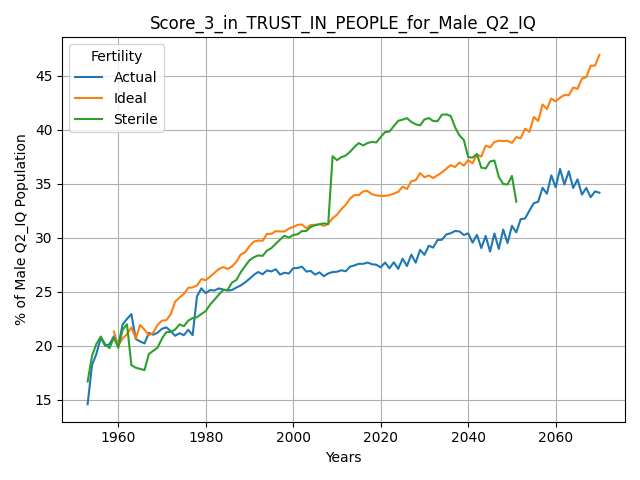 Score_3_in_TRUST_IN_PEOPLE_for_Male_Q2_IQ
Fertility
Actual
Ideal
Sterile
% of Male Q2_IQ Population
45
40
35
30
25
20
15
1960
1980
2000
2020
2040
2060
Years